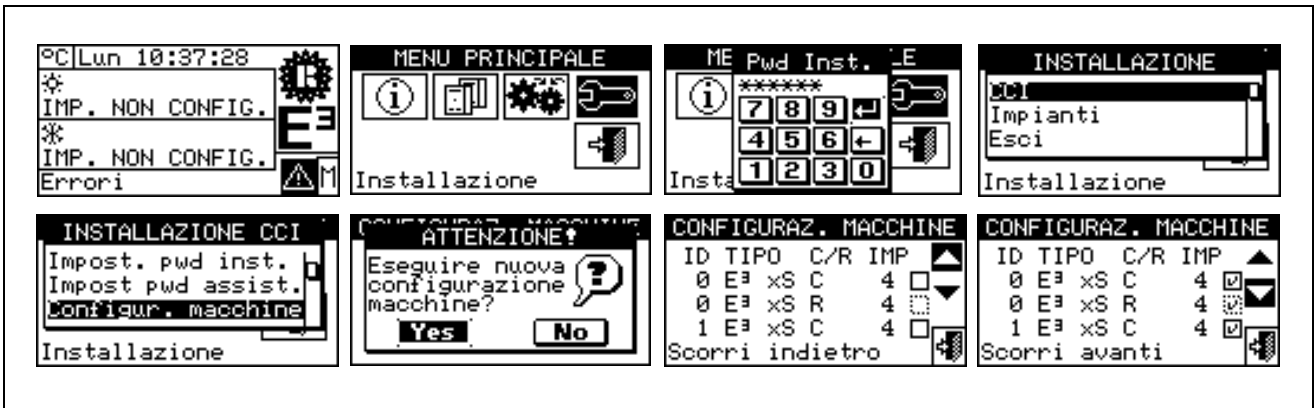 °C Lun 10:37:28
IMP. NON CONFIG.
IMP. NON CONFIG.
E³
Errori
M
MENU PRINCIPALE
Installazione
ME
LE
Pwd Inst.
******
7 8 9
4 5 6 ←
1 2 3 0
Insta
INSTALLAZIONE
CCI
Impianti
Esci
Installazione
INSTALLAZIONE CCI
Impost. pwd inst.
Impost pwd assist.
Configur. macchine
Installazione
ATTENZIONE!
Eseguire nuova
configurazione
macchine?
Yes No
CONFIGURAZ. MACCHINE
ID TIPO C/R IMP
0 E³ xS C 4
0 E³ xS R 4
1 E³ xS C 4
Scorri indietro
CONFIGURAZ. MACCHINE
ID TIPO C/R IMP
0 E³ xS C 4
0 E³ xS R 4
1 E³ xS C 4
Scorri avanti